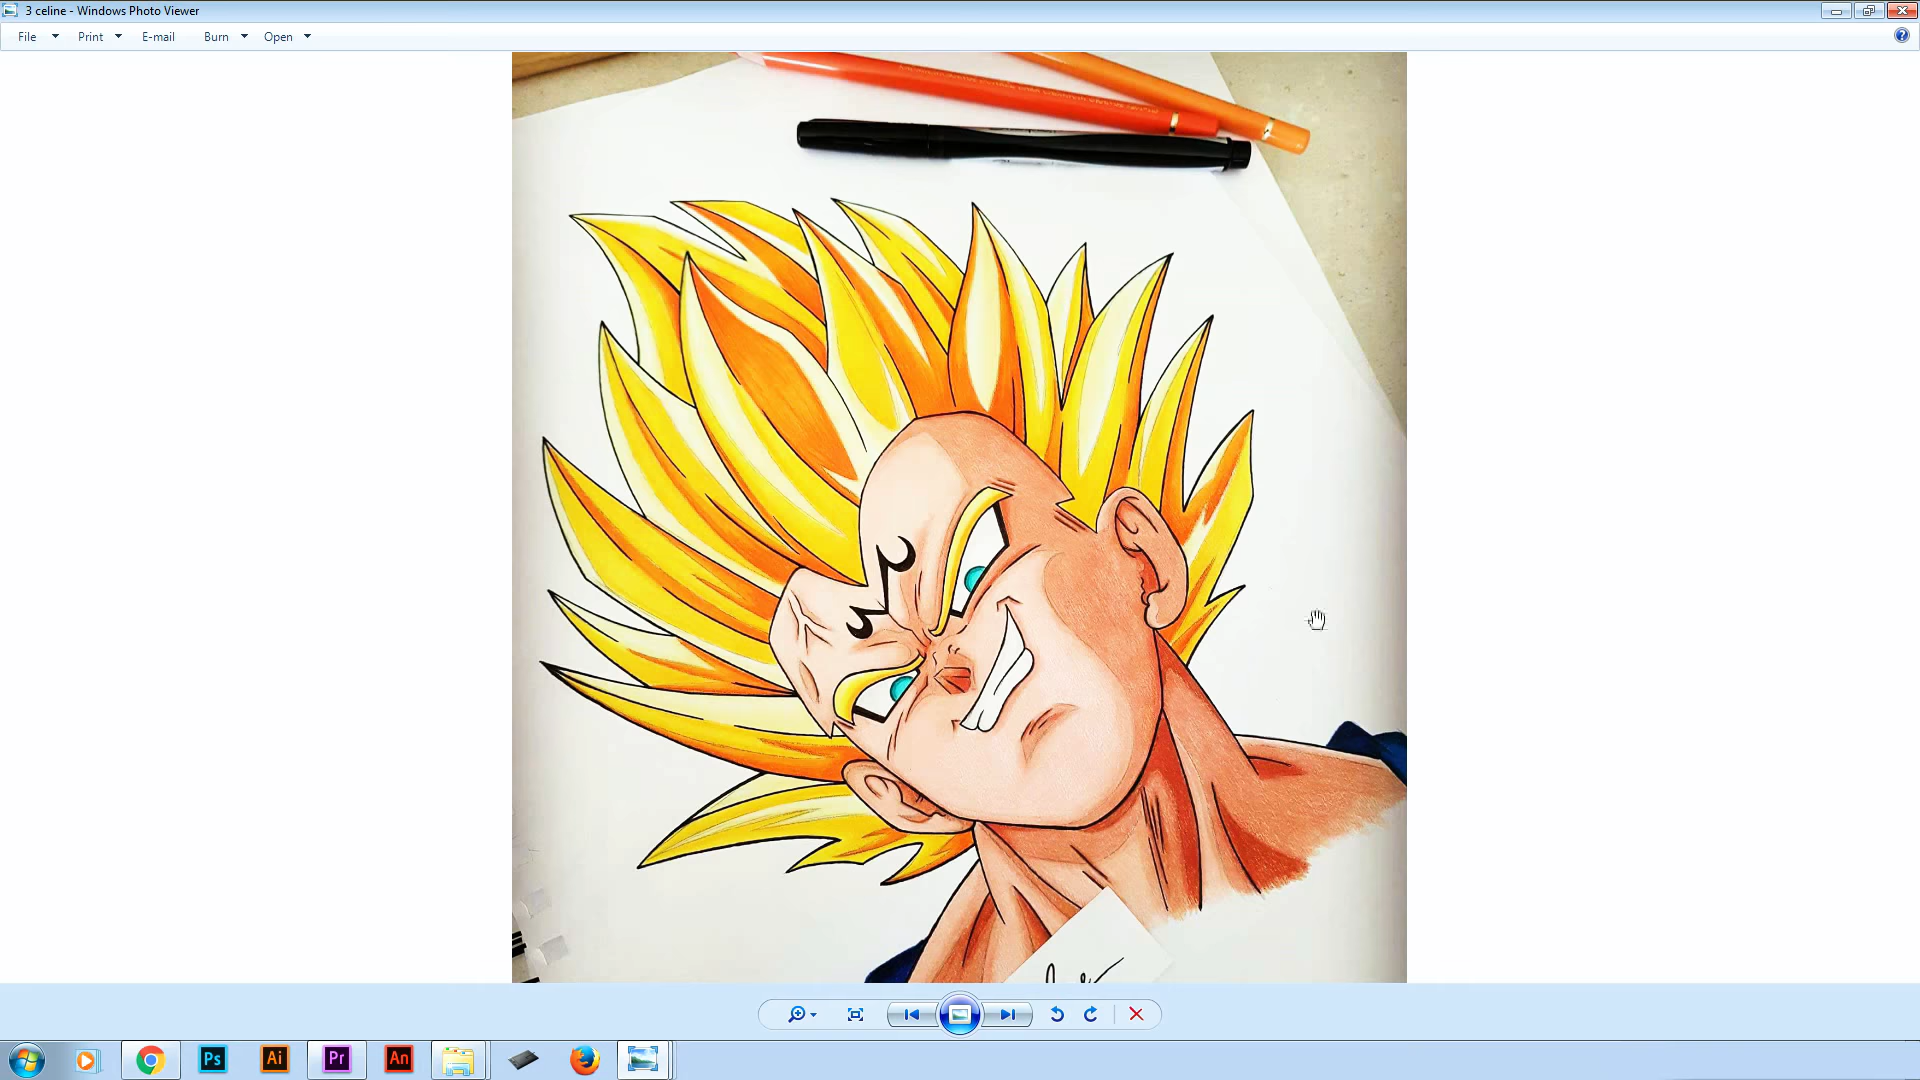 3 celine - Windows Photo Viewer
File Print E-mail Burn Open
Ps Ai Pr An